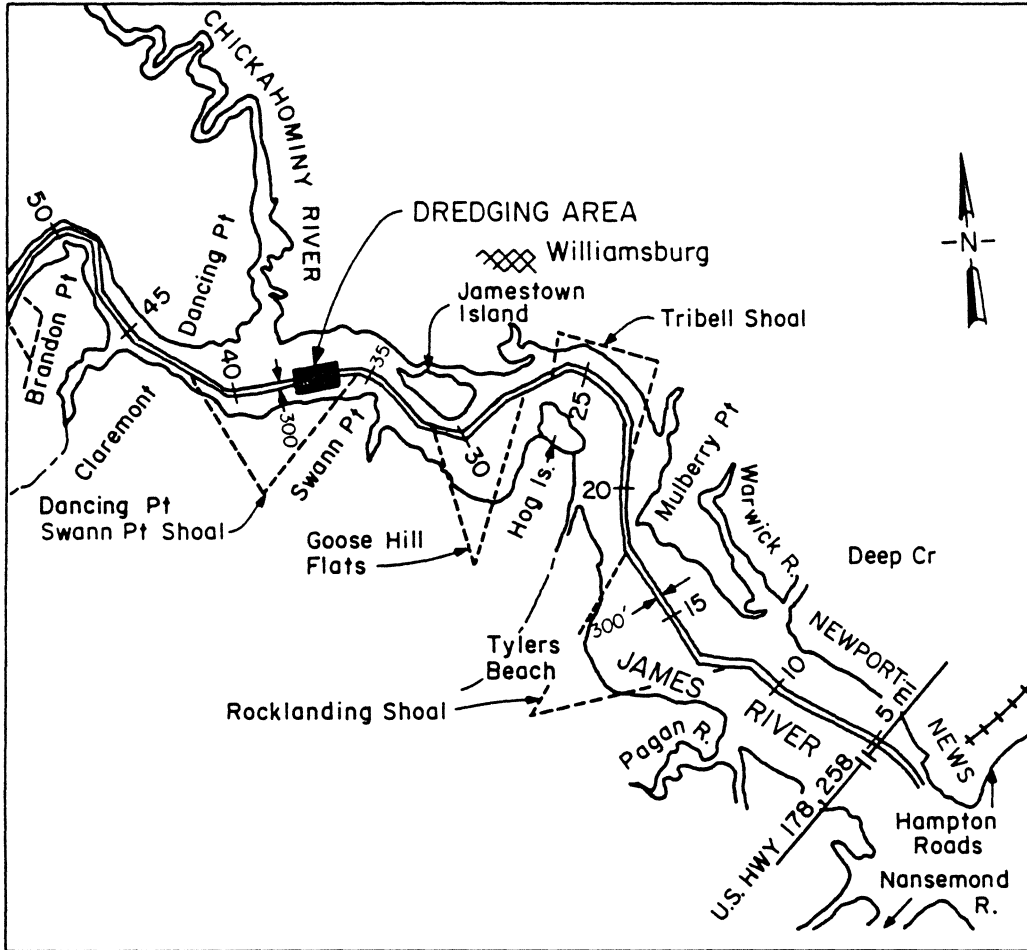 CHICKAHOMINY RIVER
50
DREDGING AREA
Williamsburg
-N-
Dancing Pt
Jamestown
Island
Tribell Shoal
45
Brandon Pt
40
35
300'
25
Claremont
Swann Pt
30
Mulberry Pt
Hog Is.
20
Warwick R.
Dancing Pt
Swann Pt Shoal
Goose Hill
Flats
Deep Cr
300'
15
NEWPORT
NEWS
Tylers
Beach
JAMES
RIVER
10
5 mi
Rocklanding Shoal
Pagan R.
U.S. HWY 178, 258
Hampton
Roads
Nansemond
R.